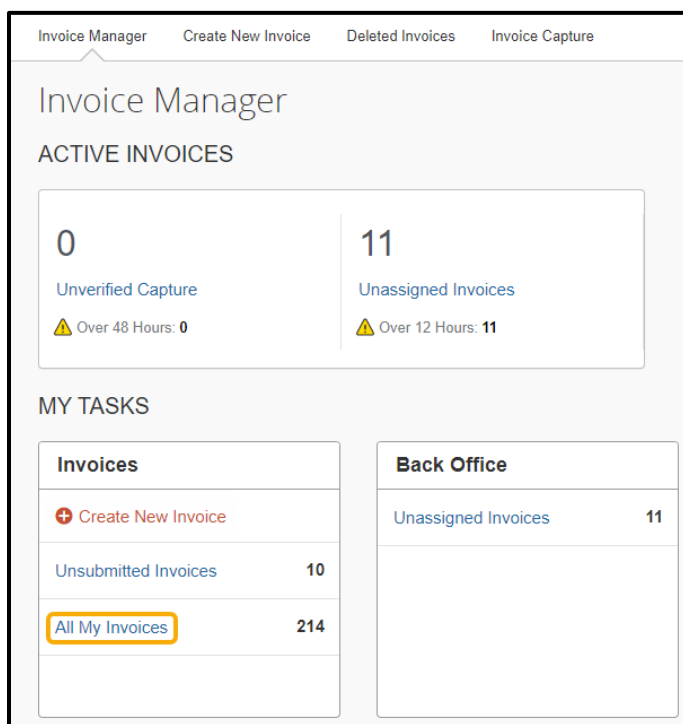 Invoice Manager Create New Invoice Deleted Invoices Invoice Capture
Invoice Manager
ACTIVE INVOICES
0
Unverified Capture
Over 48 Hours: 0
11
Unassigned Invoices
Over 12 Hours: 11
MY TASKS
Invoices
Create New Invoice
Unsubmitted Invoices 10
All My Invoices 214
Back Office
Unassigned Invoices 11